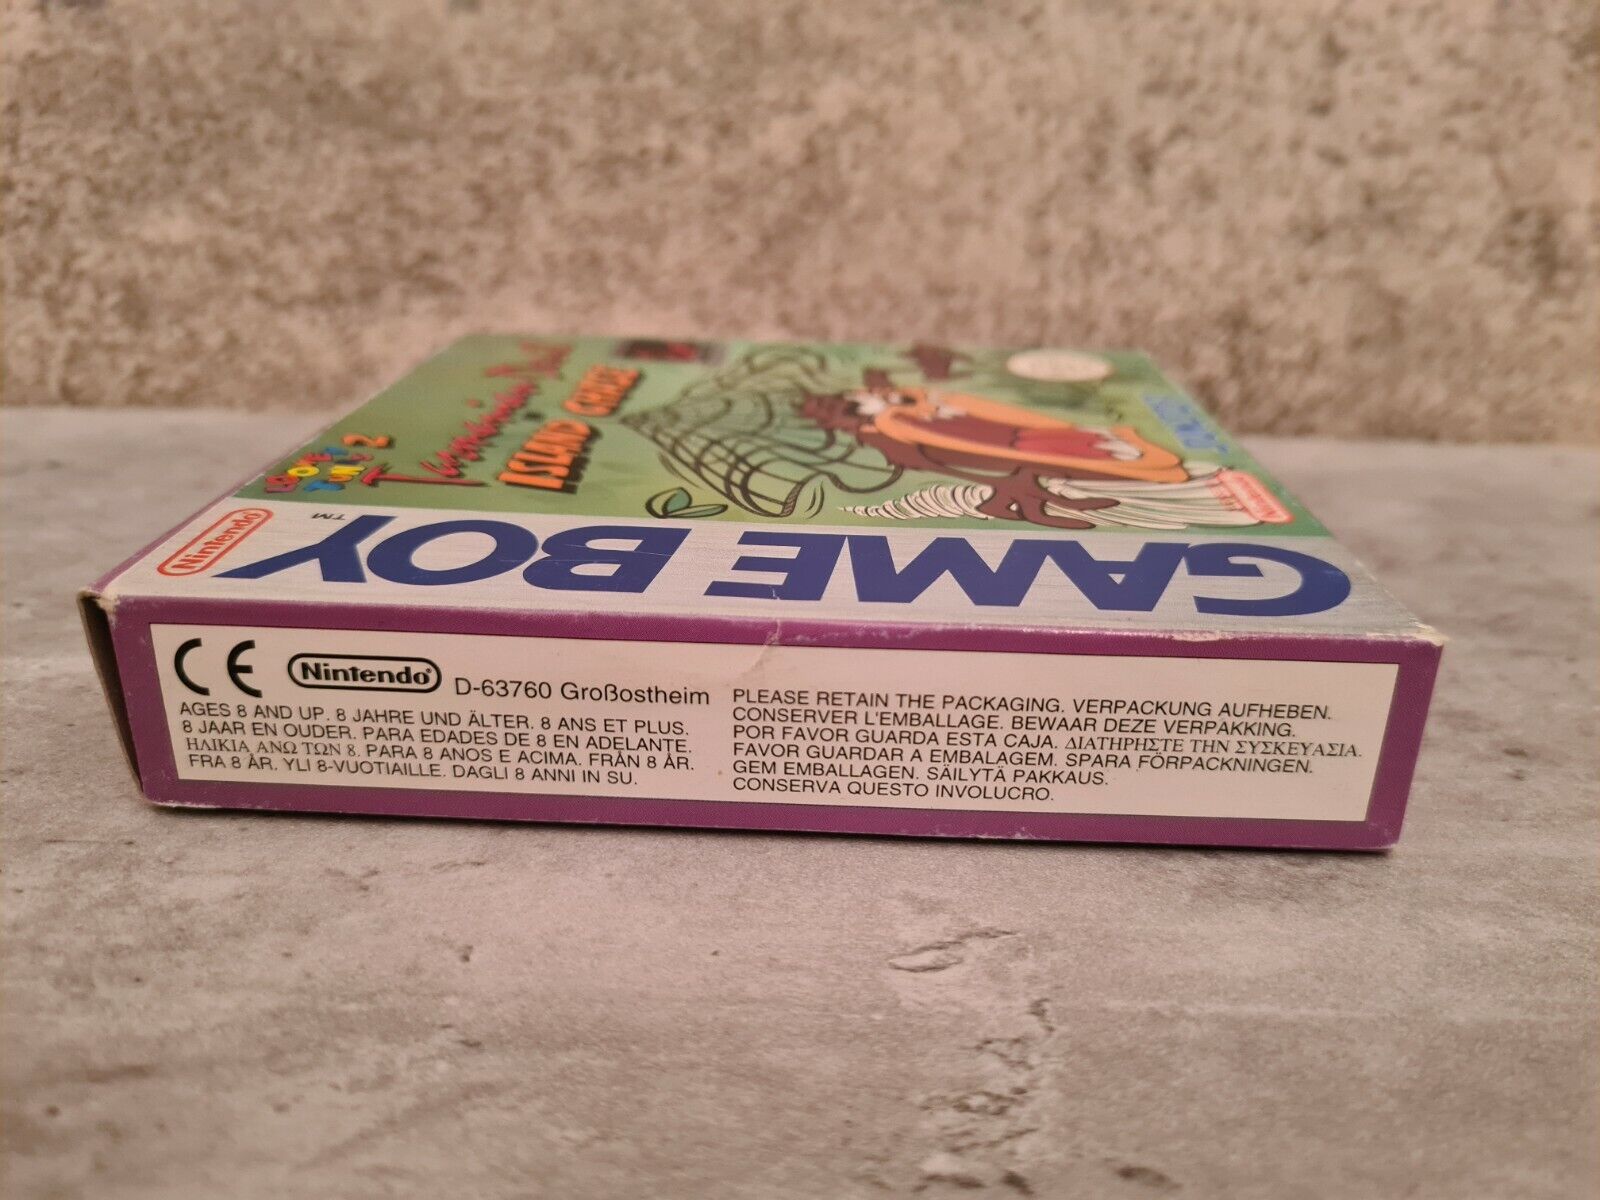 LOONEY TUNES 2
Tasmanian Devil
IN
ISLAND CHASE
SUNSOFT
Nintendo
Nintendo
GAME BOY™
CE Nintendo® D-63760 Großostheim
AGES 8 AND UP. 8 JAHRE UND ÄLTER. 8 ANS ET PLUS.
8 JAAR EN OUDER. PARA EDADES DE 8 EN ADELANTE.
ΗΛΙΚΙΑ ΑΝΩ ΤΩΝ 8. PARA 8 ANOS E ACIMA. FRÅN 8 ÅR.
FRA 8 ÅR. YLI 8-VUOTIAILLE. DAGLI 8 ANNI IN SU.
PLEASE RETAIN THE PACKAGING. VERPACKUNG AUFHEBEN.
CONSERVER L'EMBALLAGE. BEWAAR DEZE VERPAKKING.
POR FAVOR GUARDA ESTA CAJA. ΔΙΑΤΗΡΗΣΤΕ ΤΗΝ ΣΥΣΚΕΥΑΣΙΑ.
FAVOR GUARDAR A EMBALAGEM. SPARA FÖRPACKNINGEN.
GEM EMBALLAGEN. SÄILYTÄ PAKKAUS.
CONSERVA QUESTO INVOLUCRO.